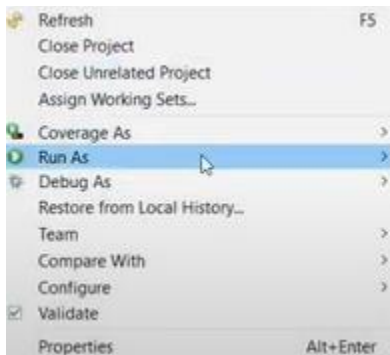 Refresh F5
Close Project
Close Unrelated Project
Assign Working Sets...
Coverage As
Run As
Debug As
Restore from Local History...
Team
Compare With
Configure
Validate
Properties Alt+Enter